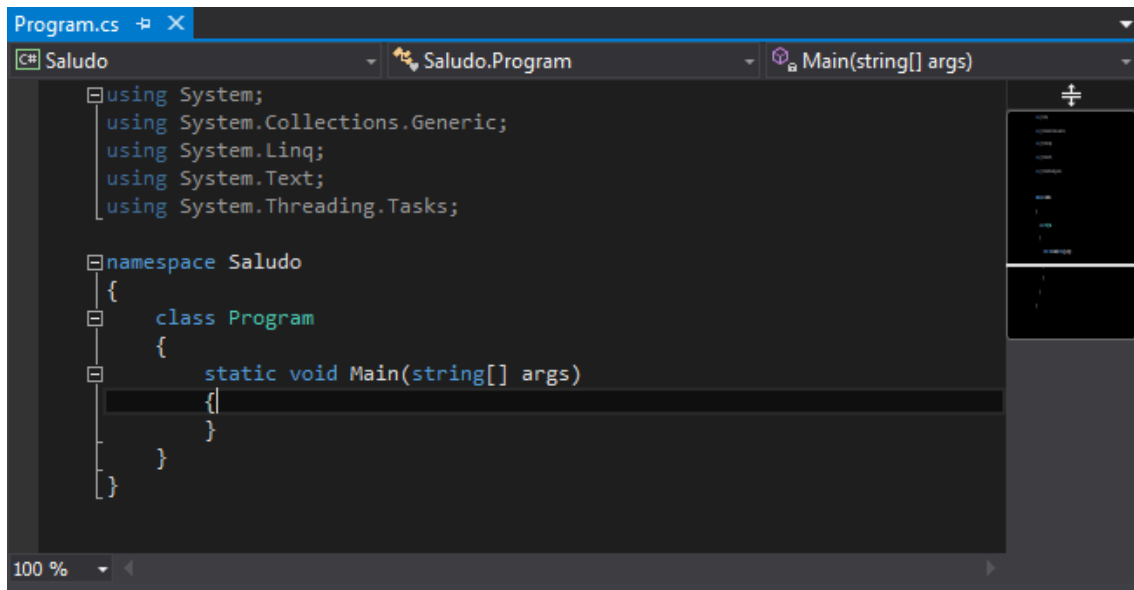 Program.cs
C# Saludo Saludo.Program Main(string[] args)
using System;
using System.Collections.Generic;
using System.Linq;
using System.Text;
using System.Threading.Tasks;
namespace Saludo
{
class Program
{
static void Main(string[] args)
{
}
}
}
100 %